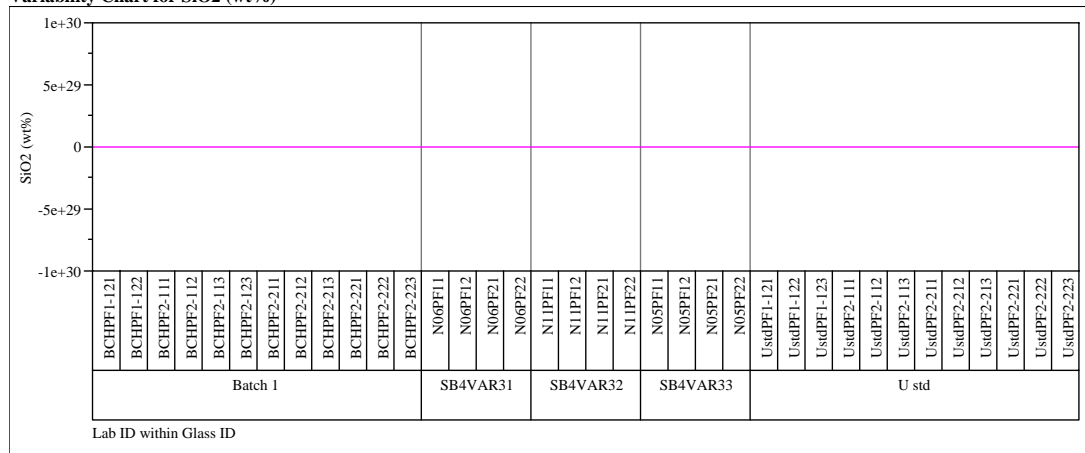 Variability Chart for SiO2 (wt%)
1e+30
5e+29
0
-5e+29
-1e+30
SiO2 (wt%)
BCHPF1-121
BCHPF1-122
BCHPF2-111
BCHPF2-112
BCHPF2-113
BCHPF2-123
BCHPF2-211
BCHPF2-212
BCHPF2-213
BCHPF2-221
BCHPF2-222
BCHPF2-223
N06PF11
N06PF12
N06PF21
N06PF22
N11PF11
N11PF12
N11PF21
N11PF22
N05PF11
N05PF12
N05PF21
N05PF22
UstdPF1-121
UstdPF1-122
UstdPF1-123
UstdPF2-111
UstdPF2-112
UstdPF2-113
UstdPF2-211
UstdPF2-212
UstdPF2-213
UstdPF2-221
UstdPF2-222
UstdPF2-223
Batch 1
SB4VAR31
SB4VAR32
SB4VAR33
U std
Lab ID within Glass ID